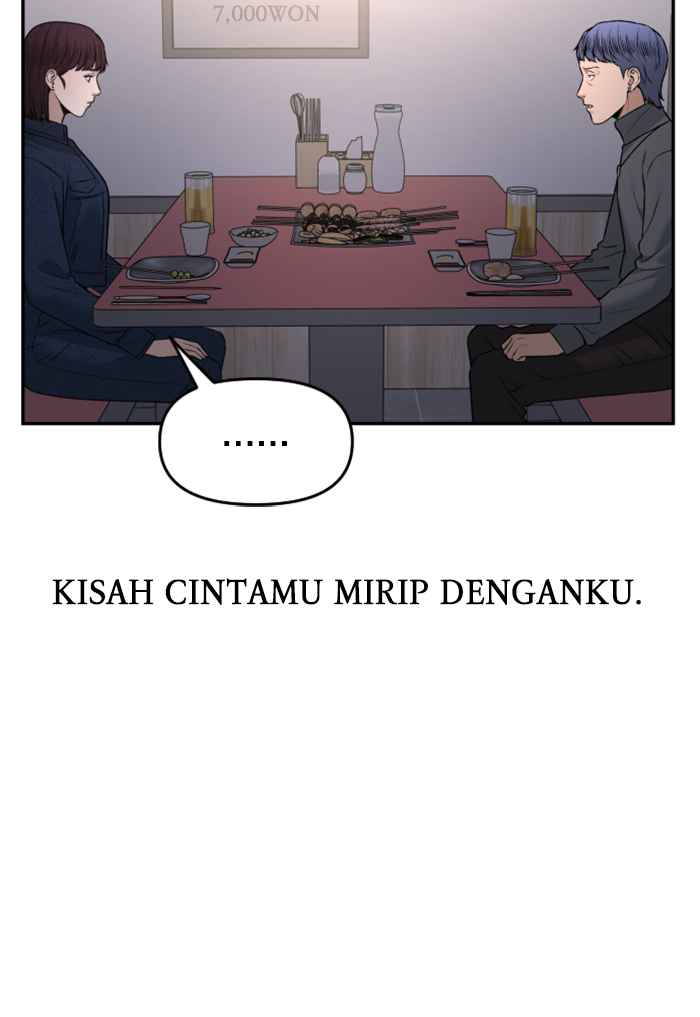 7,000WON
......
KISAH CINTAMU MIRIP DENGANKU.